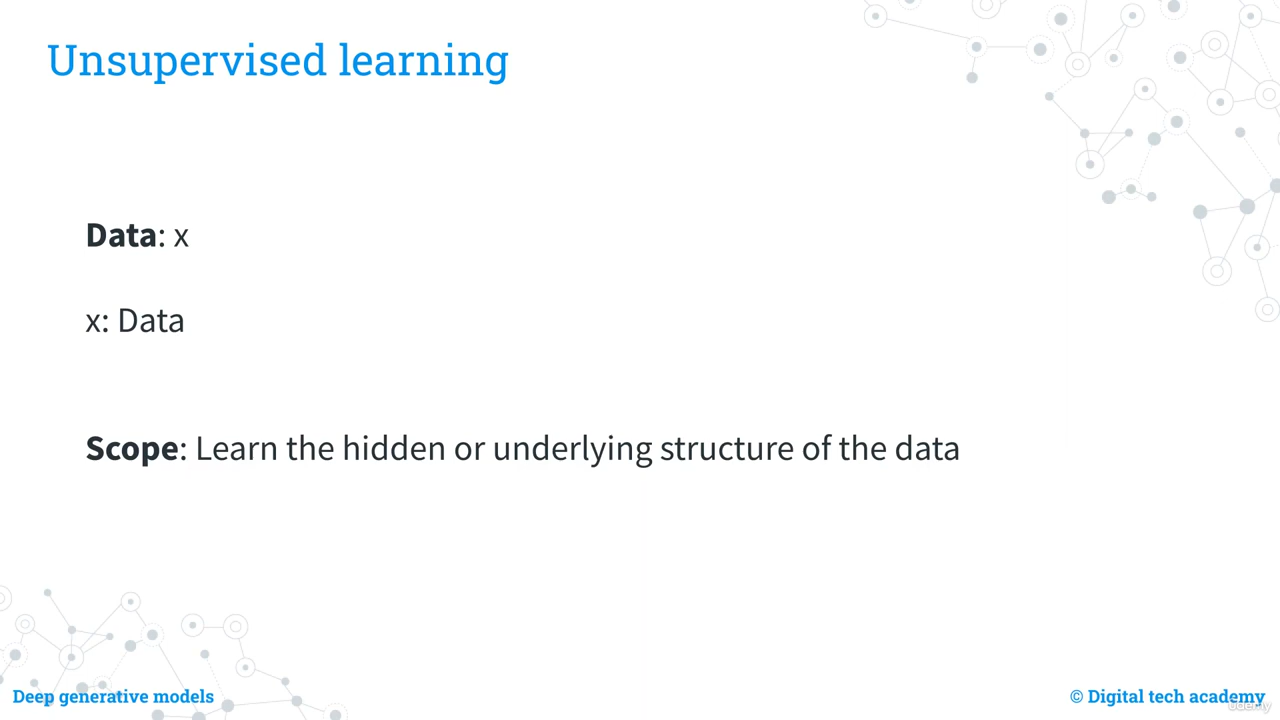 Unsupervised learning
Data: x
x: Data
Scope: Learn the hidden or underlying structure of the data
Deep generative models
© Digital tech academy
udemy